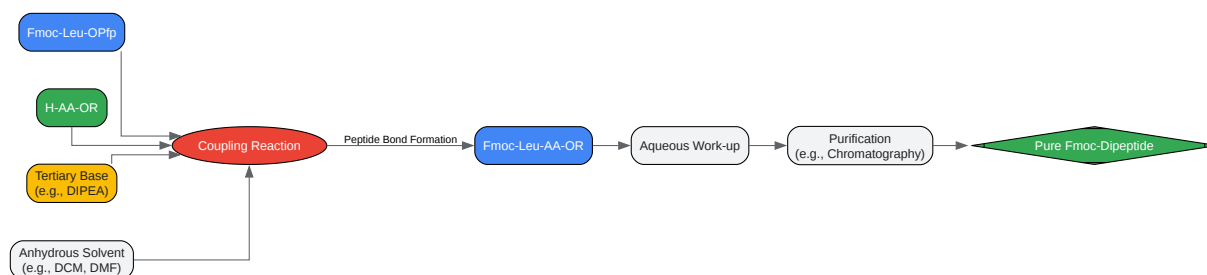 Fmoc-Leu-OPfp
H-AA-OR
Tertiary Base
(e.g., DIPEA)
Anhydrous Solvent
(e.g., DCM, DMF)
Coupling Reaction
Peptide Bond Formation
Fmoc-Leu-AA-OR
Aqueous Work-up
Purification
(e.g., Chromatography)
Pure Fmoc-Dipeptide